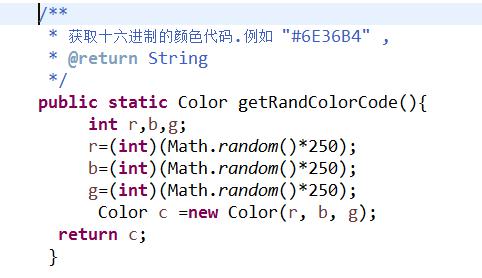 /**
* 获取十六进制的颜色代码.例如 "#6E36B4" ,
* @return String
*/
public static Color getRandColorCode(){
int r,b,g;
r=(int)(Math.random()*250);
b=(int)(Math.random()*250);
g=(int)(Math.random()*250);
Color c =new Color(r, b, g);
return c;
}